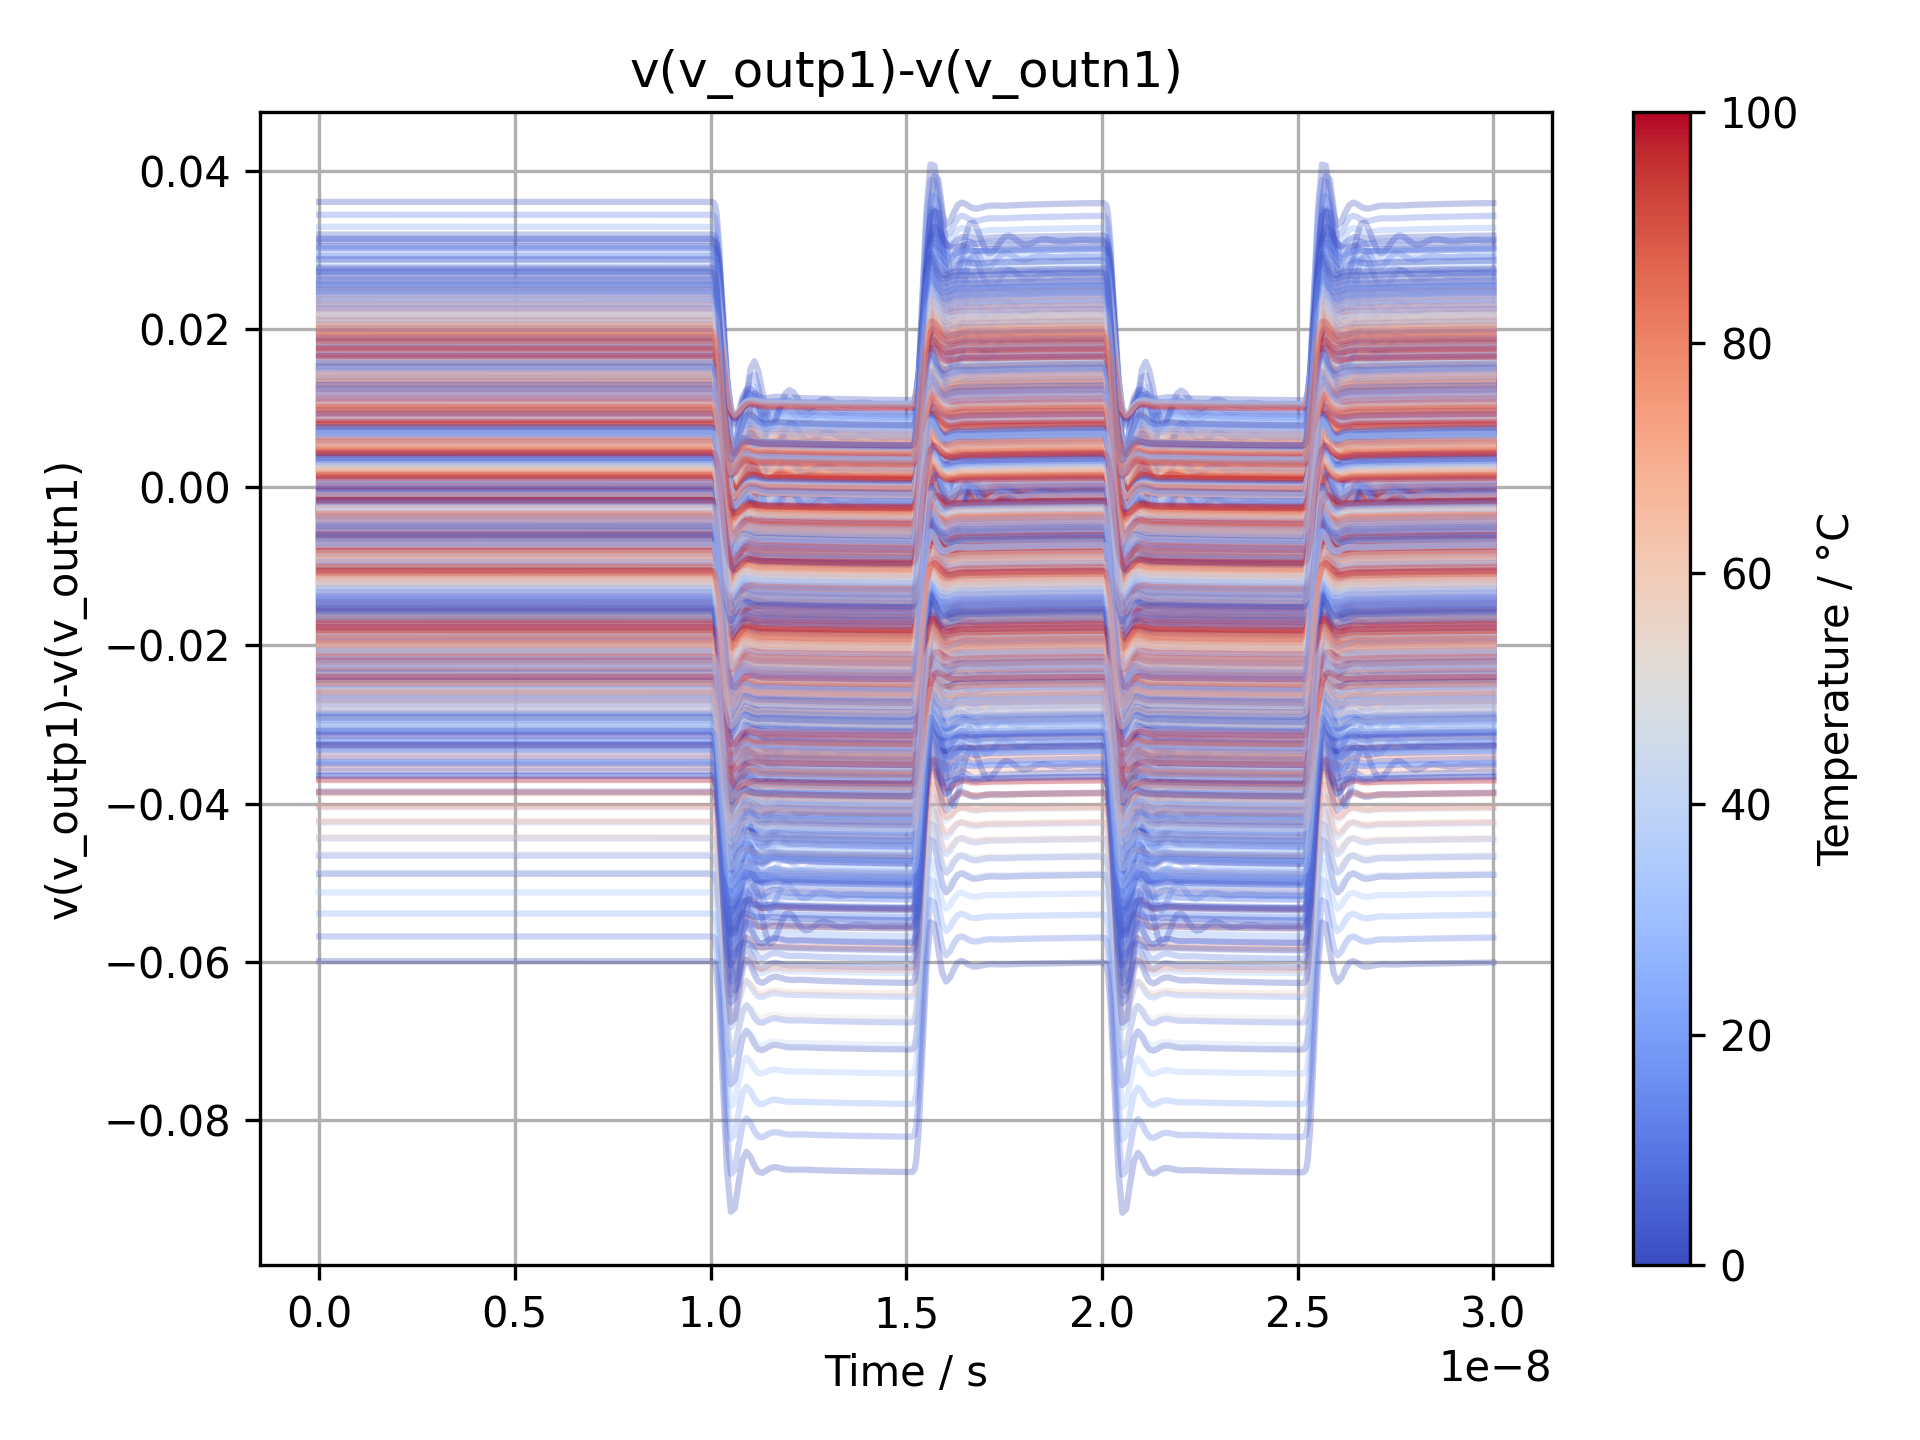 v(v_outp1)-v(v_outn1)
v(v_outp1)-v(v_outn1)
0.04
0.02
0.00
−0.02
−0.04
−0.06
−0.08
0.0 0.5 1.0 1.5 2.0 2.5 3.0
1e−8
Time / s
100
80
60
40
20
0
Temperature / °C